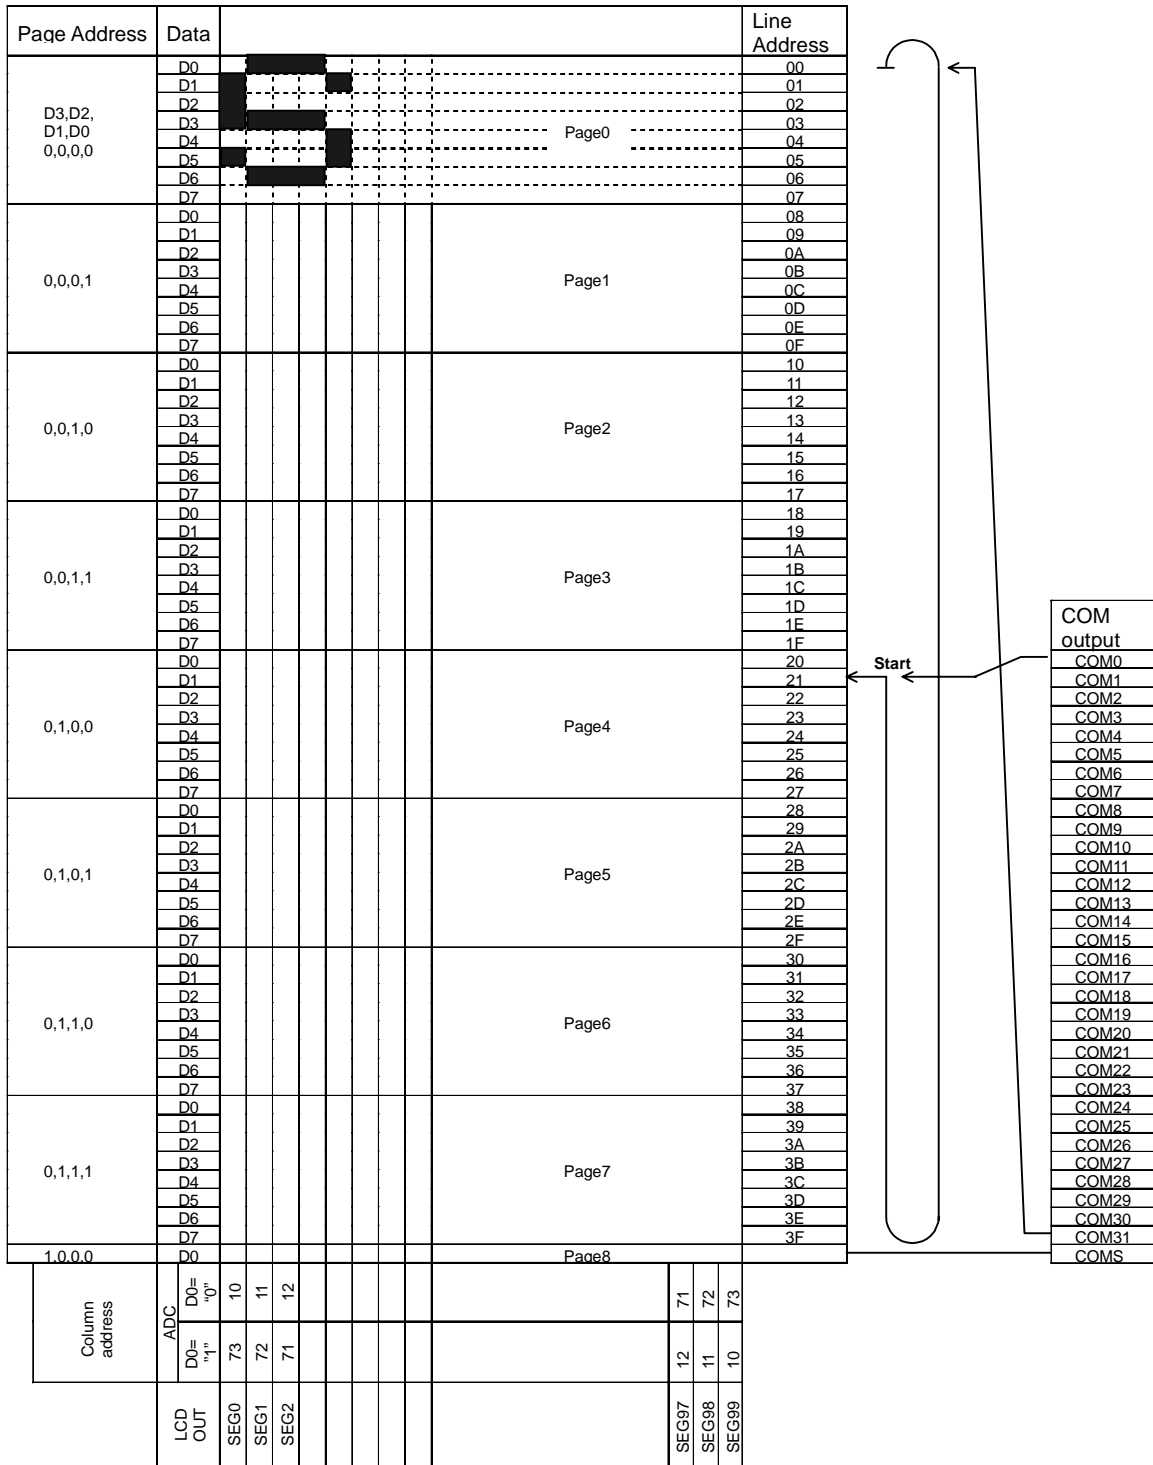 Page Address Data Line Address
D3,D2, D1,D0 0,0,0,0
Page0
D0 00
D1 01
D2 02
D3 03
D4 04
D5 05
D6 06
D7 07
0,0,0,1
Page1
D0 08
D1 09
D2 0A
D3 0B
D4 0C
D5 0D
D6 0E
D7 0F
0,0,1,0
Page2
D0 10
D1 11
D2 12
D3 13
D4 14
D5 15
D6 16
D7 17
0,0,1,1
Page3
D0 18
D1 19
D2 1A
D3 1B
D4 1C
D5 1D
D6 1E
D7 1F
0,1,0,0
Page4
D0 20
D1 21
D2 22
D3 23
D4 24
D5 25
D6 26
D7 27
0,1,0,1
Page5
D0 28
D1 29
D2 2A
D3 2B
D4 2C
D5 2D
D6 2E
D7 2F
0,1,1,0
Page6
D0 30
D1 31
D2 32
D3 33
D4 34
D5 35
D6 36
D7 37
0,1,1,1
Page7
D0 38
D1 39
D2 3A
D3 3B
D4 3C
D5 3D
D6 3E
D7 3F
1,0,0,0 D0 Page8
Start
COM output
COM0
COM1
COM2
COM3
COM4
COM5
COM6
COM7
COM8
COM9
COM10
COM11
COM12
COM13
COM14
COM15
COM16
COM17
COM18
COM19
COM20
COM21
COM22
COM23
COM24
COM25
COM26
COM27
COM28
COM29
COM30
COM31
COMS
Column address
ADC
D0= "0" 10 11 12 71 72 73
D0= "1" 73 72 71 12 11 10
LCD OUT SEG0 SEG1 SEG2 SEG97 SEG98 SEG99